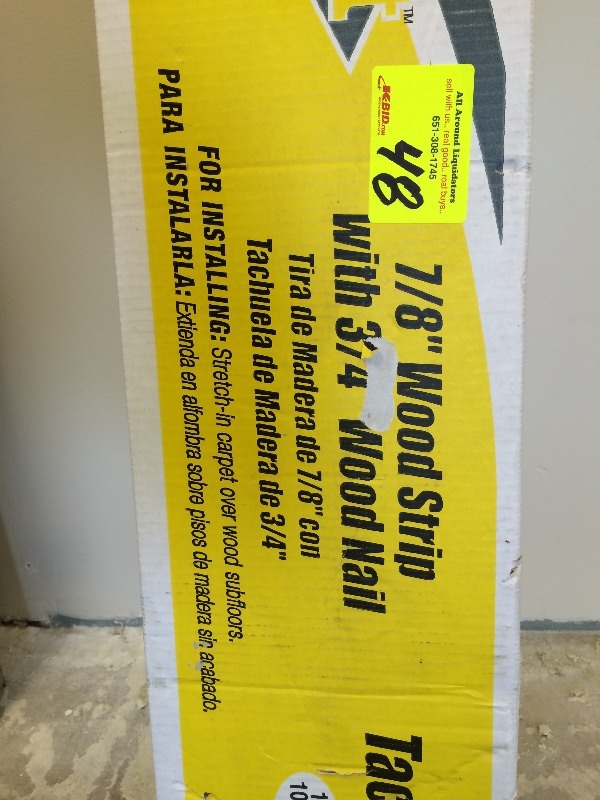 TM
All Around Liquidators
sell with us.. real good.. real buys..
651-308-1745
K-BID.COM
48
7/8" Wood Strip
with 3/4 Wood Nail
Tira de Madera de 7/8" con
Tachuela de Madera de 3/4"
FOR INSTALLING: Stretch-in carpet over wood subfloors.
PARA INSTALARLA: Extienda en alfombra sobre pisos de madera sin acabado.